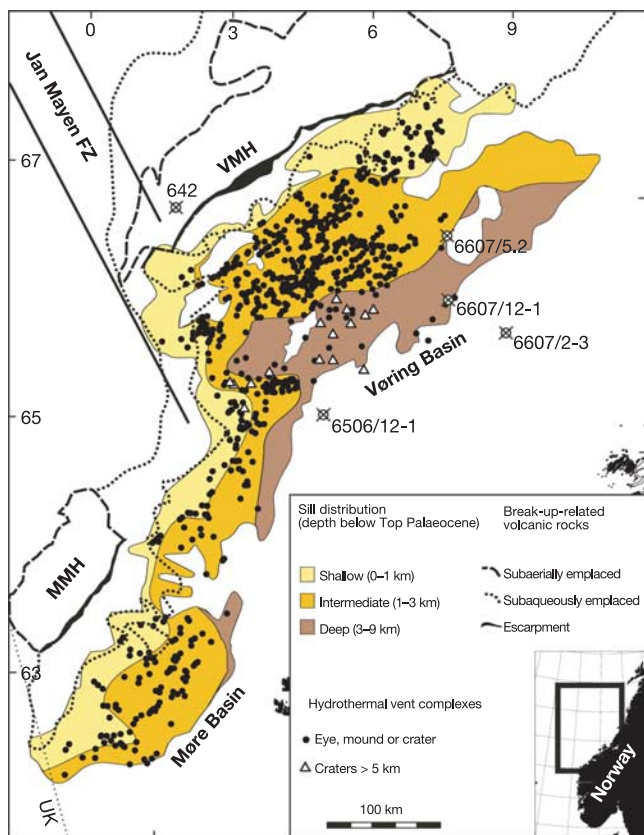 0 3 6 9
Jan Mayen FZ
67
VMH
642
6607/5.2
6607/12-1
6607/2-3
Vøring Basin
65
6506/12-1
MMH
63
Møre Basin
UK
Sill distribution
(depth below Top Palaeocene)
Shallow (0–1 km)
Intermediate (1–3 km)
Deep (3–9 km)
Break-up-related
volcanic rocks
Subaerially emplaced
Subaqueously emplaced
Escarpment
Hydrothermal vent complexes
Eye, mound or crater
Craters > 5 km
100 km
Norway